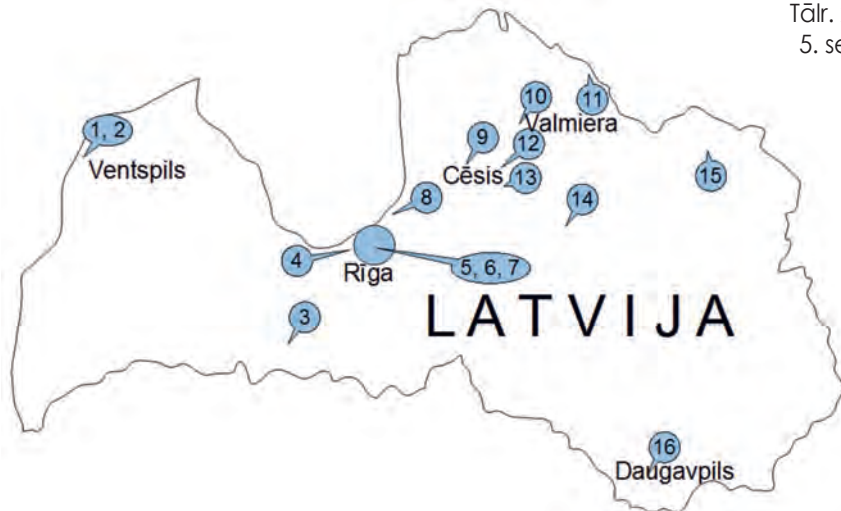 Tālr.
5. se
10
11
Valmiera
1, 2
9
12
Ventspils
Cēsis
13
15
8
14
4
5, 6, 7
Rīga
3
LATVIJA
16
Daugavpils